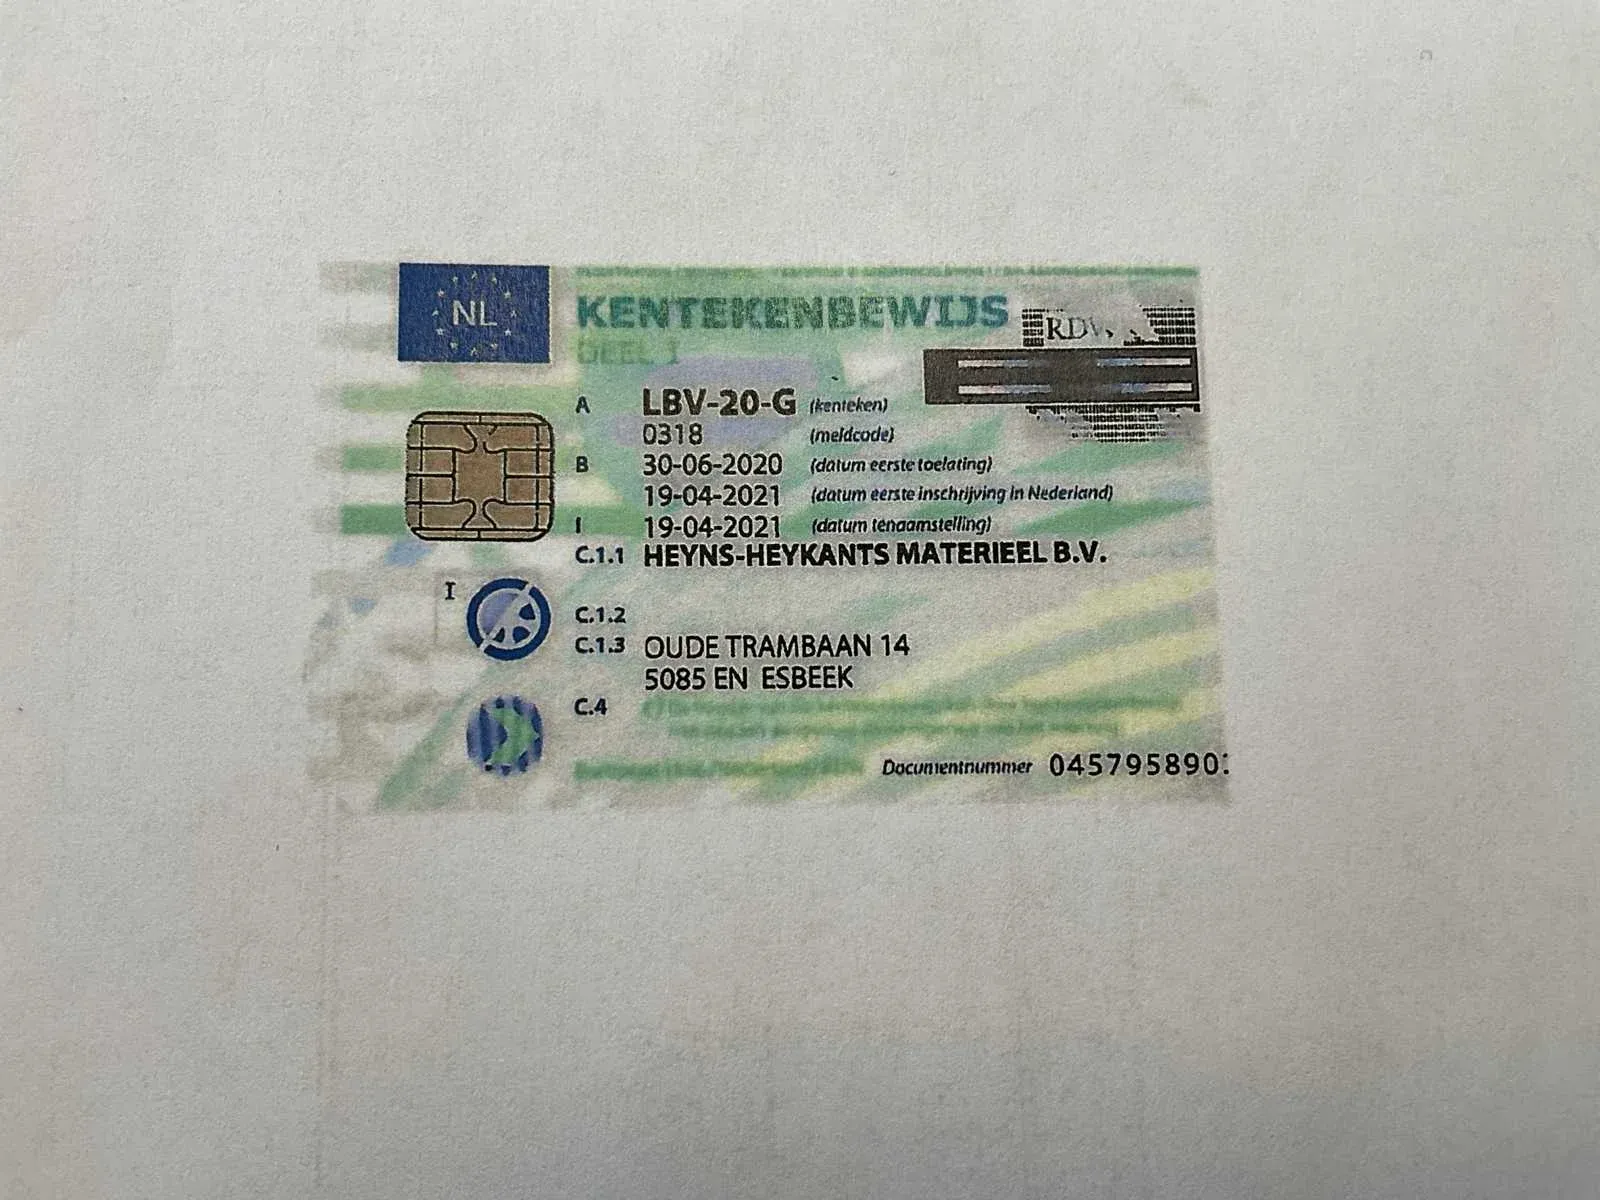 NL
KENTEKENBEWIJS
DEEL I
RDW
A LBV-20-G (kenteken)
0318 (meldcode)
B 30-06-2020 (datum eerste toelating)
19-04-2021 (datum eerste inschrijving in Nederland)
I 19-04-2021 (datum tenaamstelling)
C.1.1 HEYNS-HEYKANTS MATERIEEL B.V.
I
C.1.2
C.1.3 OUDE TRAMBAAN 14
5085 EN ESBEEK
C.4
Documentnummer 045795890